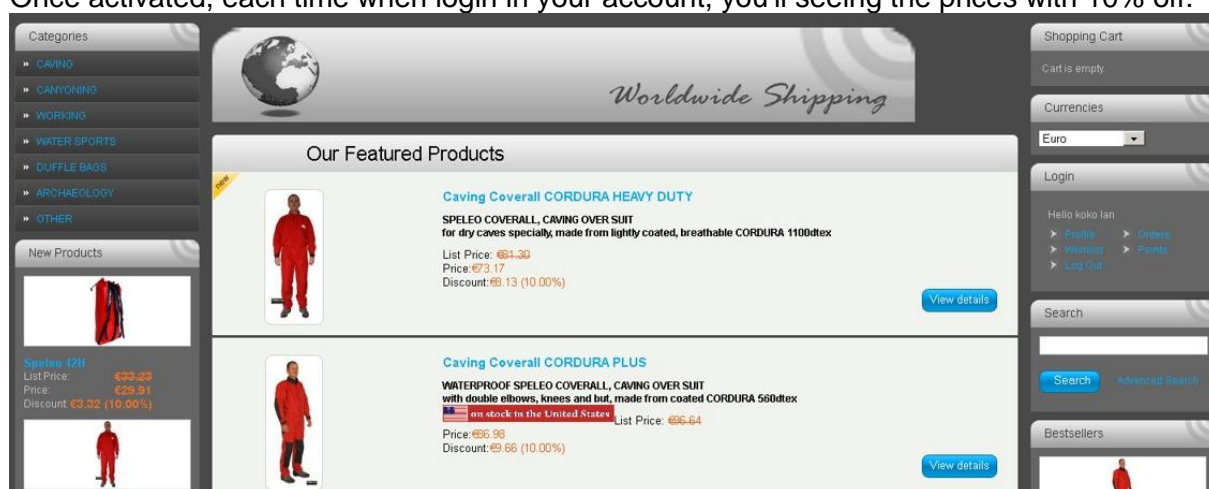 Once activated, each time when login in your account, you'll seeing the prices with 10% off.
Categories
» CAVING
» CANYONING
» WORKING
» WATER SPORTS
» DUFFLE BAGS
» ARCHAEOLOGY
» OTHER
New Products
Speleo 42H
List Price: €33.23
Price: €29.91
Discount: €3.32 (10.00%)
Worldwide Shipping
Our Featured Products
new
Caving Coverall CORDURA HEAVY DUTY
SPELEO COVERALL, CAVING OVER SUIT
for dry caves specially, made from lightly coated, breathable CORDURA 1100dtex
List Price: €81.30
Price:€73.17
Discount:€8.13 (10.00%)
View details
Caving Coverall CORDURA PLUS
WATERPROOF SPELEO COVERALL, CAVING OVER SUIT
with double elbows, knees and but, made from coated CORDURA 560dtex
on stock in the United States List Price: €96.64
Price:€86.98
Discount:€9.66 (10.00%)
View details
Shopping Cart
Cart is empty.
Currencies
Euro
Login
Hello koko lan
Profile Orders
Wishlist Points
Log Out
Search
Search Advanced Search
Bestsellers